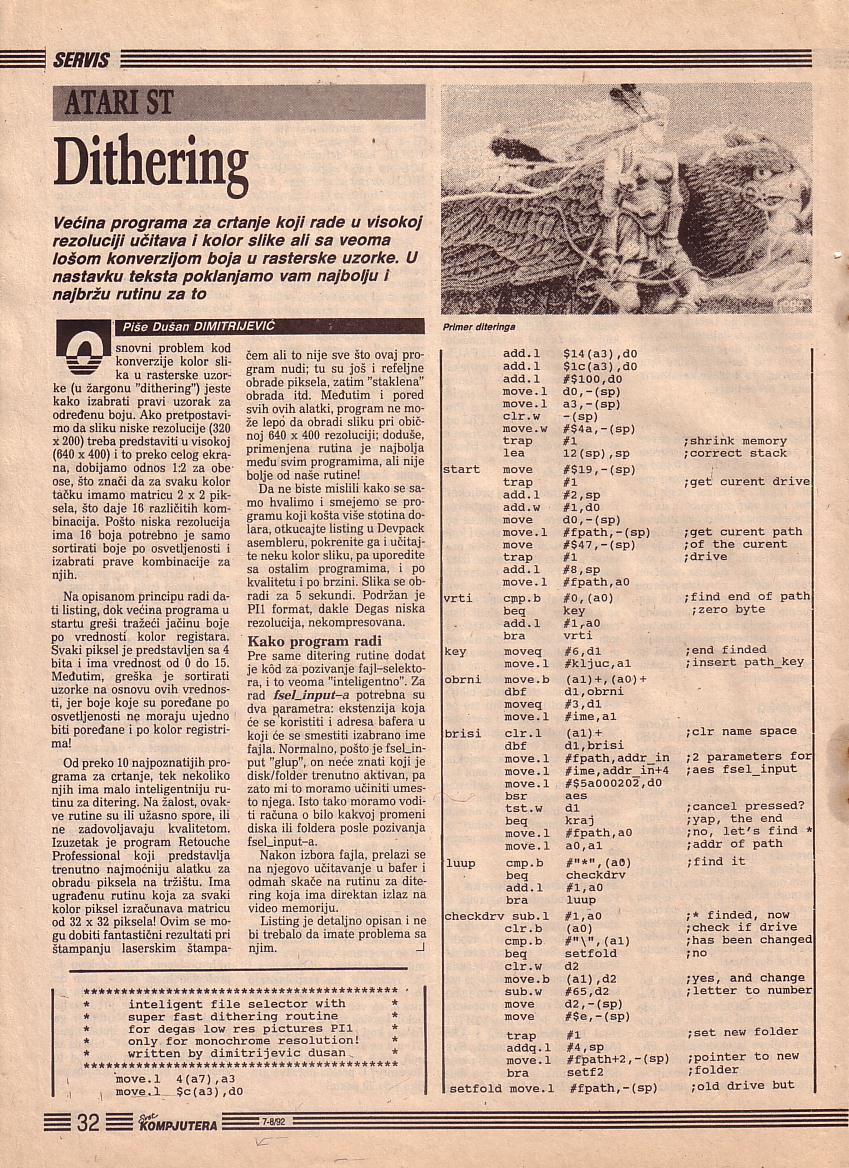 SERVIS
ATARI ST
Dithering
Većina programa za crtanje koji rade u visokoj
rezoluciji učitava i kolor slike ali sa veoma
lošom konverzijom boja u rasterske uzorke. U
nastavku teksta poklanjamo vam najbolju i
najbržu rutinu za to
Piše Dušan DIMITRIJEVIĆ
Osnovni problem kod
konverzije kolor sli-
ka u rasterske uzor-
ke (u žargonu "dithering") jeste
kako izabrati pravi uzorak za
određenu boju. Ako pretpostavi-
mo da sliku niske rezolucije (320
x 200) treba predstaviti u visokoj
(640 x 400) i to preko celog ekra-
na, dobijamo odnos 1:2 za obe
ose, što znači da za svaku kolor
tačku imamo matricu 2 x 2 pik-
sela, što daje 16 različitih kom-
binacija. Pošto niska rezolucija
ima 16 boja potrebno je samo
sortirati boje po osvetljenosti i
izabrati prave kombinacije za
njih.
Na opisanom principu radi da-
ti listing, dok većina programa u
startu greši tražeći jačinu boje
po vrednosti kolor registara.
Svaki piksel je predstavljen sa 4
bita i ima vrednost od 0 do 15.
Međutim, greška je sortirati
uzorke na osnovu ovih vrednos-
ti, jer boje koje su poređane po
osvetljenosti ne moraju ujedno
biti poređane i po kolor registri-
ma!
Od preko 10 najpoznatijih pro-
grama za crtanje, tek nekoliko
njih ima malo inteligentniju ru-
tinu za ditering. Na žalost, ovak-
ve rutine su ili užasno spore, ili
ne zadovoljavaju kvalitetom.
Izuzetak je program Retouche
Professional koji predstavlja
trenutno najmoćniju alatku za
obradu piksela na tržištu. Ima
ugrađenu rutinu koja za svaki
kolor piksel izračunava matricu
od 32 x 32 piksela! Ovim se mo-
gu dobiti fantastični rezultati pri
štampanju laserskim štampa-
čem ali to nije sve što ovaj pro-
gram nudi; tu su još i refeljne
obrade piksela, zatim "staklena"
obrada itd. Međutim i pored
svih ovih alatki, program ne mo-
že lepo da obradi sliku pri obič-
noj 640 x 400 rezoluciji; doduše,
primenjena rutina je najbolja
među svim programima, ali nije
bolje od naše rutine!
Da ne biste mislili kako se sa-
mo hvalimo i smejemo se pro-
gramu koji košta više stotina do-
lara, otkucajte listing u Devpack
asembleru, pokrenite ga i učitaj-
te neku kolor sliku, pa uporedite
sa ostalim programima, i po
kvalitetu i po brzini. Slika se ob-
radi za 5 sekundi. Podržan je
PI1 format, dakle Degas niska
rezolucija, nekompresovana.
Kako program radi
Pre same ditering rutine dodat
je kôd za pozivanje fajl-selekto-
ra, i to veoma "inteligentno". Za
rad fsel_input-a potrebna su
dva parametra: ekstenzija koja
će se koristiti i adresa bafera u
koji će se smestiti izabrano ime
fajla. Normalno, pošto je fsel_in-
put "glup", on neće znati koji je
disk/folder trenutno aktivan, pa
zato mi to moramo učiniti umes-
to njega. Isto tako moramo vodi-
ti računa o bilo kakvoj promeni
diska ili foldera posle pozivanja
fsel_input-a.
Nakon izbora fajla, prelazi se
na njegovo učitavanje u bafer i
odmah skače na rutinu za dite-
ring koja ima direktan izlaz na
video memoriju.
Listing je detaljno opisan i ne
bi trebalo da imate problema sa
njim.
******************************************
* inteligent file selector with *
* super fast dithering routine *
* for degas low res pictures PI1 *
* only for monochrome resolution! *
* written by dimitrijevic dusan *
******************************************
move.l 4(a7),a3
move.l $c(a3),d0
Primer diteringa
add.l $14(a3),d0
add.l $1c(a3),d0
add.l #$100,d0
move.l d0,-(sp)
move.l a3,-(sp)
clr.w -(sp)
move.w #$4a,-(sp)
trap #1 ;shrink memory
lea 12(sp),sp ;correct stack
start move #$19,-(sp)
trap #1 ;get curent drive
add.l #2,sp
add.w #1,d0
move d0,-(sp)
move.l #fpath,-(sp) ;get curent path
move #$47,-(sp) ;of the curent
trap #1 ;drive
add.l #8,sp
move.l #fpath,a0
vrti cmp.b #0,(a0) ;find end of path
beq key ;zero byte
add.l #1,a0
bra vrti
key moveq #6,d1 ;end finded
move.l #kljuc,a1 ;insert path_key
obrni move.b (a1)+,(a0)+
dbf d1,obrni
moveq #3,d1
move.l #ime,a1
brisi clr.l (a1)+ ;clr name space
dbf d1,brisi
move.l #fpath,addr_in ;2 parameters for
move.l #ime,addr_in+4 ;aes fsel_input
move.l #$5a000202,d0
bsr aes
tst.w d1 ;cancel pressed?
beq kraj ;yap, the end
move.l #fpath,a0 ;no, let's find *
move.l a0,a1 ;addr of path
luup cmp.b #"*",(a0) ;find it
beq checkdrv
add.l #1,a0
bra luup
checkdrv sub.l #1,a0 ;* finded, now
clr.b (a0) ;check if drive
cmp.b #"\",(a1) ;has been changed
beq setfold ;no
clr.w d2
move.b (a1),d2 ;yes, and change
sub.w #65,d2 ;letter to number
move d2,-(sp)
move #$e,-(sp)
trap #1 ;set new folder
addq.l #4,sp
move.l #fpath+2,-(sp) ;pointer to new
bra setf2 ;folder
setfold move.l #fpath,-(sp) ;old drive but
32 Svet KOMPJUTERA 7-8/92